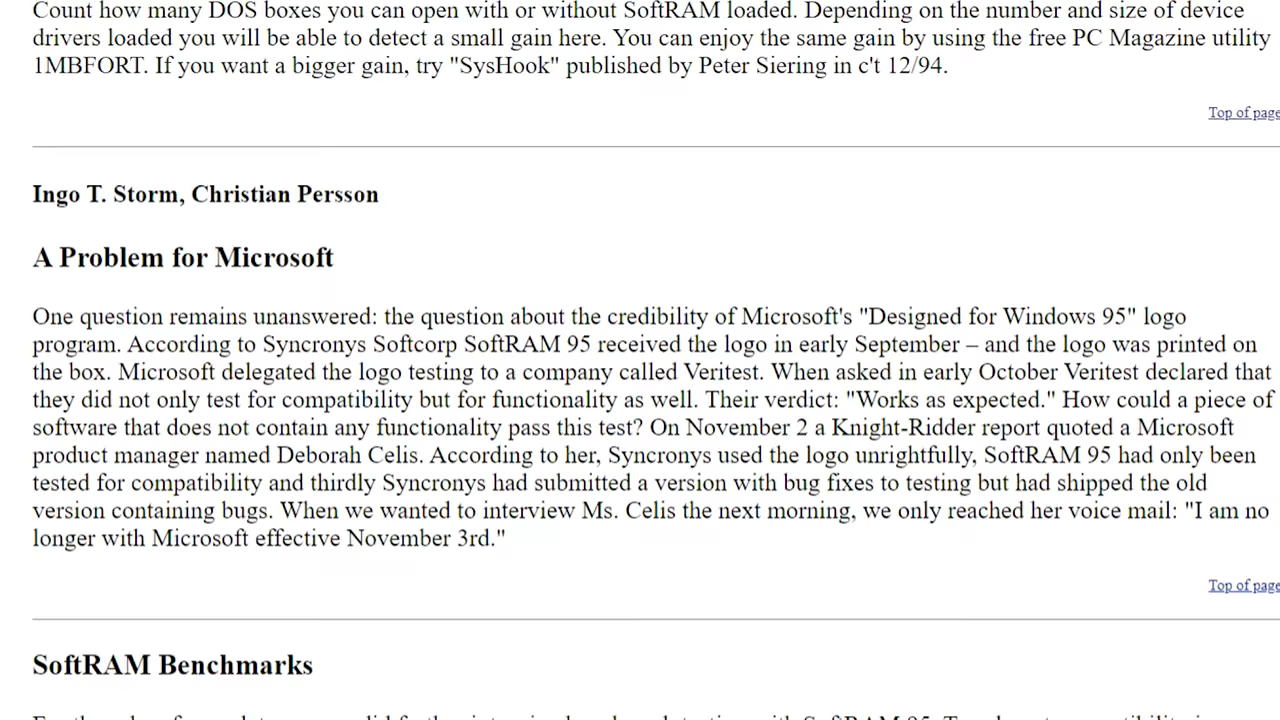 Count how many DOS boxes you can open with or without SoftRAM loaded. Depending on the number and size of device
drivers loaded you will be able to detect a small gain here. You can enjoy the same gain by using the free PC Magazine utility
1MBFORT. If you want a bigger gain, try "SysHook" published by Peter Siering in c't 12/94.
Top of page
Ingo T. Storm, Christian Persson
A Problem for Microsoft
One question remains unanswered: the question about the credibility of Microsoft's "Designed for Windows 95" logo
program. According to Syncronys Softcorp SoftRAM 95 received the logo in early September – and the logo was printed on
the box. Microsoft delegated the logo testing to a company called Veritest. When asked in early October Veritest declared that
they did not only test for compatibility but for functionality as well. Their verdict: "Works as expected." How could a piece of
software that does not contain any functionality pass this test? On November 2 a Knight-Ridder report quoted a Microsoft
product manager named Deborah Celis. According to her, Syncronys used the logo unrightfully, SoftRAM 95 had only been
tested for compatibility and thirdly Syncronys had submitted a version with bug fixes to testing but had shipped the old
version containing bugs. When we wanted to interview Ms. Celis the next morning, we only reached her voice mail: "I am no
longer with Microsoft effective November 3rd."
Top of page
SoftRAM Benchmarks